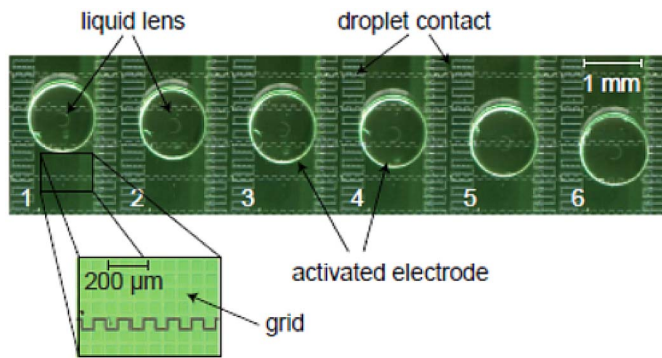 liquid lens
droplet contact
1 mm
1
2
3
4
5
6
200 µm
activated electrode
grid